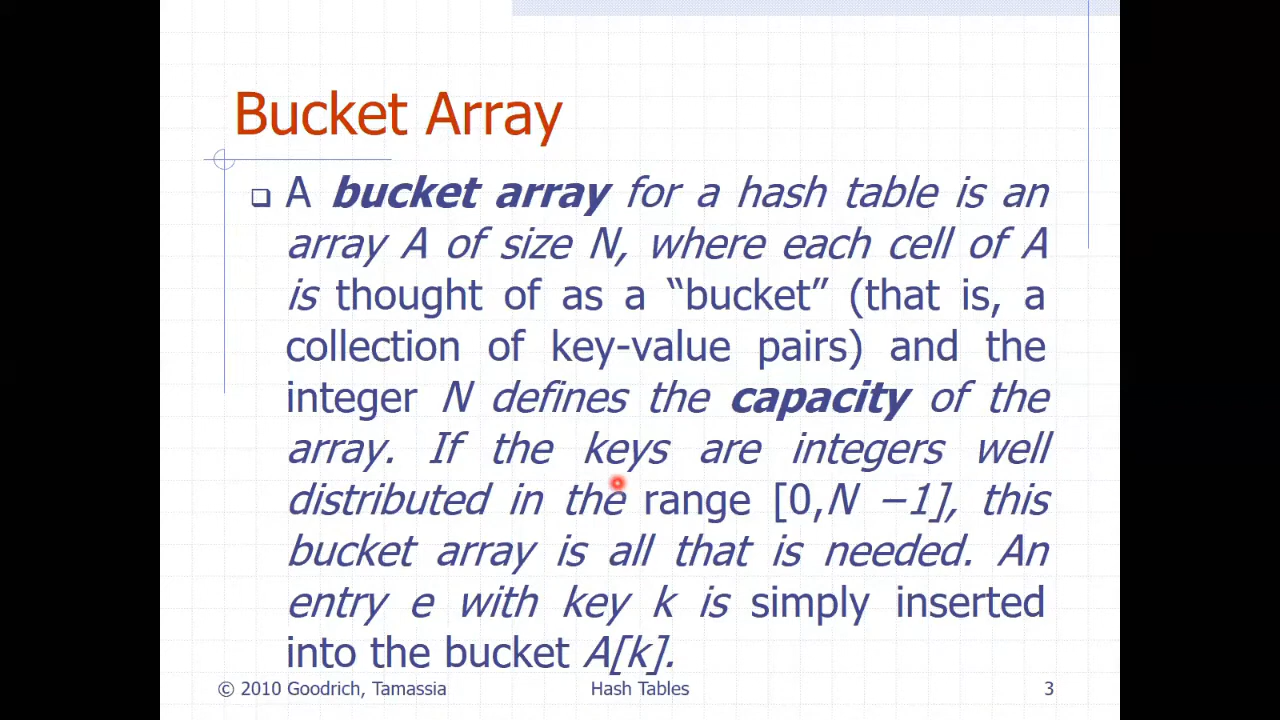 Bucket Array
❑ A bucket array for a hash table is an
array A of size N, where each cell of A
is thought of as a “bucket” (that is, a
collection of key-value pairs) and the
integer N defines the capacity of the
array. If the keys are integers well
distributed in the range [0,N −1], this
bucket array is all that is needed. An
entry e with key k is simply inserted
into the bucket A[k].
© 2010 Goodrich, Tamassia Hash Tables 3